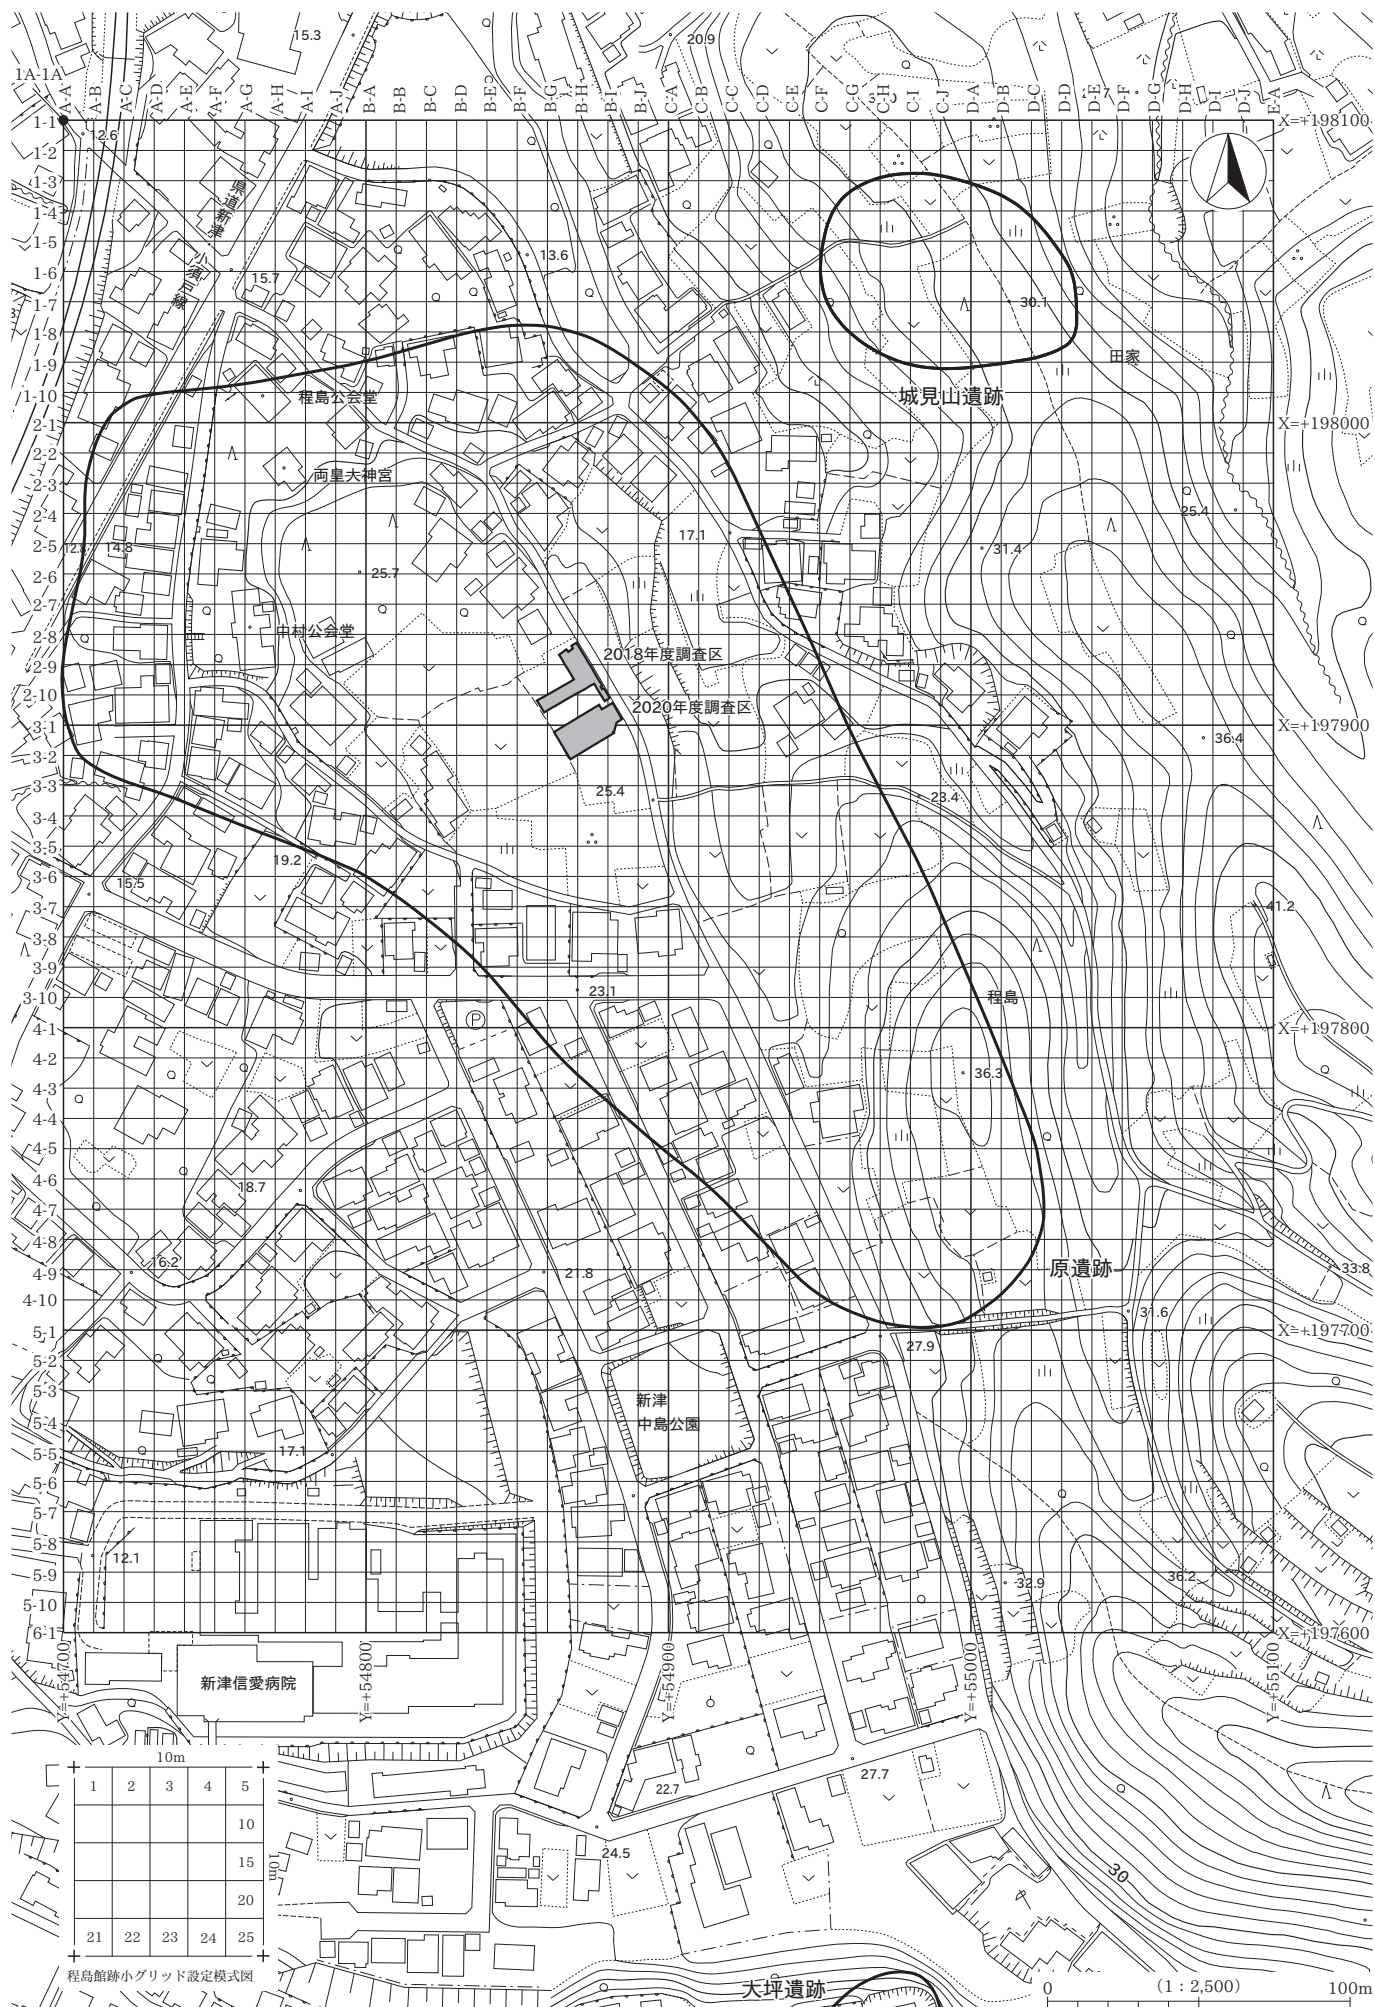 15.3
20.9
1A-1A
A-A
A-B
A-C
A-D
A-E
A-F
A-G
A-H
A-I
A-J
B-A
B-B
B-C
B-D
B-E
B-F
B-G
B-H
B-I
B-J
C-A
C-B
C-C
C-D
C-E
C-F
C-G
C-H
C-I
C-J
D-A
D-B
D-C
D-D
D-E
D-F
D-G
D-H
D-I
D-J
E-A
1-1
2.6
X=+198100
1-2
1-3
県道新津・小須戸線
1-4
1-5
13.6
1-6
15.7
1-7
30.1
1-8
田家
1-9
1-10
程島公会堂
城見山遺跡
2-1
X=+198000
2-2
両皇大神宮
2-3
2-4
25.4
2-5
12.8
14.8
17.1
31.4
2-6
25.7
2-7
2-8
中村公会堂
2-9
2018年度調査区
2-10
2020年度調査区
3-1
X=+197900
36.4
3-2
3-3
25.4
23.4
3-4
3-5
19.2
3-6
15.5
3-7
41.2
3-8
3-9
3-10
23.1
程島
4-1
P
X=+197800
4-2
4-3
36.3
4-4
4-5
4-6
18.7
4-7
4-8
16.2
4-9
21.8
原遺跡
33.8
4-10
31.6
5-1
27.9
X=+197700
5-2
5-3
新津
中島公園
5-4
5-5
17.1
5-6
5-7
5-8
12.1
5-9
32.9
36.2
5-10
6-1
X=+197600
Y=+54700
Y=+54800
Y=+54900
Y=+55000
Y=+55100
新津信愛病院
10m
1 2 3 4 5
22.7
27.7
10
15
10m
24.5
20
30
21 22 23 24 25
程島館跡小グリッド設定模式図
大坪遺跡
0 (1：2,500) 100m